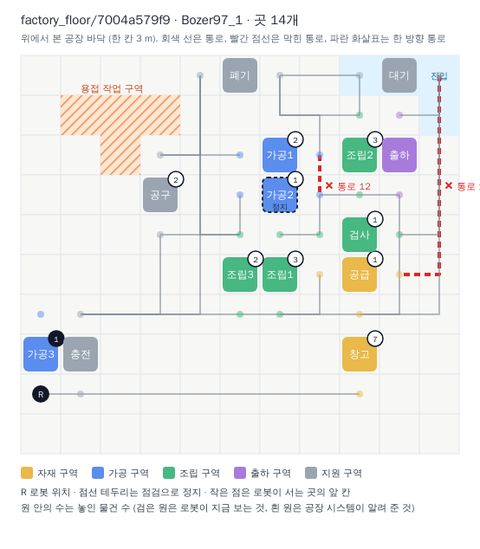 factory_floor/7004a579f9 · Bozer97_1 · 곳 14개
위에서 본 공장 바닥 (한 칸 3 m). 회색 선은 통로, 빨간 점선은 막힌 통로, 파란 화살표는 한 방향 통로
폐기
대기
용접 작업 구역
2
가공1
3
조립2
출하
2
공구
1
가공2
정지
× 통로 12
× 통로
1
검사
2
조립3
3
조립1
1
공급
1
가공3
충전
7
창고
R
자재 구역
가공 구역
조립 구역
출하 구역
지원 구역
R 로봇 위치 · 점선 테두리는 점검으로 정지 · 작은 점은 로봇이 서는 곳의 앞 칸
원 안의 수는 놓인 물건 수 (검은 원은 로봇이 지금 보는 것, 흰 원은 공장 시스템이 알려 준 것)